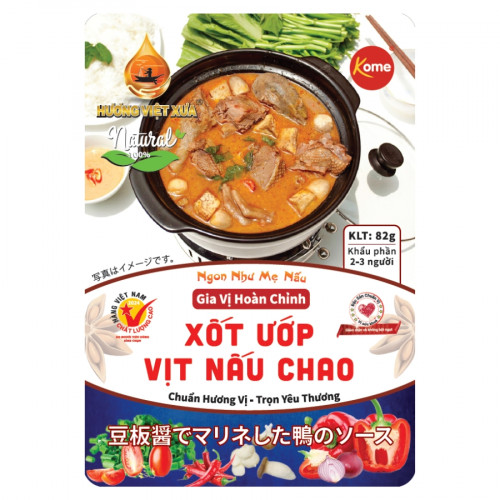 Kome
HƯƠNG VIỆT XƯA
Natural
100%
KLT: 82g
Khẩu phần
2-3 người
写真はイメージです。
Ngon Như Mẹ Nấu
Gia Vị Hoàn Chỉnh
HÀNG VIỆT NAM
CHẤT LƯỢNG CAO
XỐT ƯỚP
VỊT NẤU CHAO
Chuẩn Hương Vị - Trọn Yêu Thương
豆板醤でマリネした鴨のソース